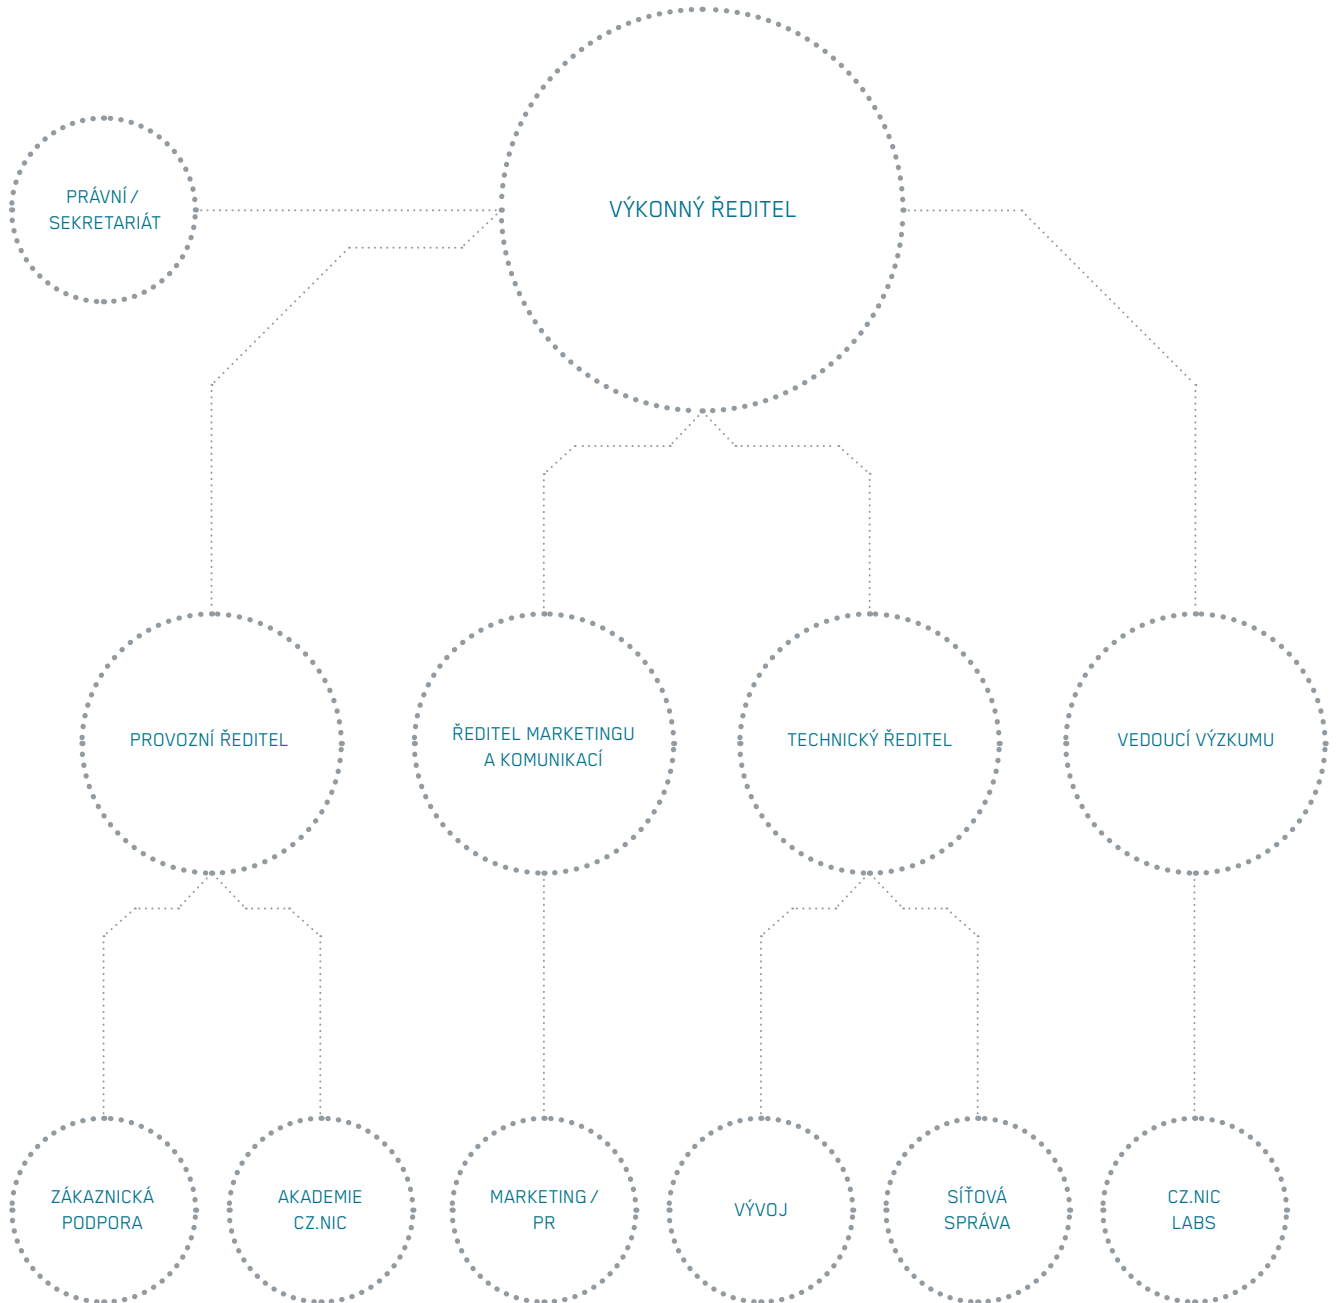 PRÁVNÍ /
SEKRETARIÁT
VÝKONNÝ ŘEDITEL
PROVOZNÍ ŘEDITEL
ŘEDITEL MARKETINGU
A KOMUNIKACÍ
TECHNICKÝ ŘEDITEL
VEDOUCÍ VÝZKUMU
ZÁKAZNICKÁ
PODPORA
AKADEMIE
CZ.NIC
MARKETING /
PR
VÝVOJ
SÍŤOVÁ
SPRÁVA
CZ.NIC
LABS